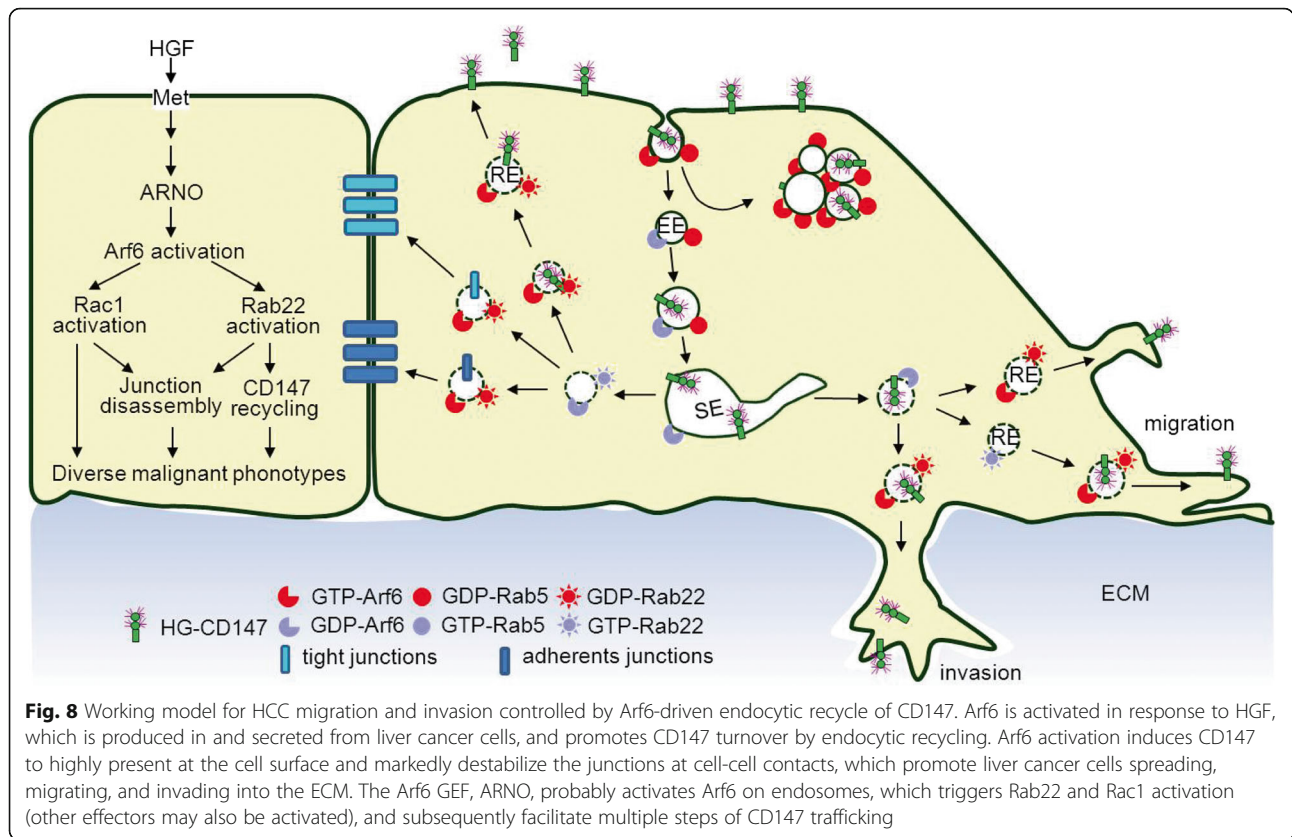 HGF
Met
ARNO
Arf6 activation
Rac1
activation
Rab22
activation
Junction
disassembly
CD147
recycling
Diverse malignant phonotypes
RE
EE
SE
RE
RE
migration
invasion
ECM
HG-CD147
GTP-Arf6 GDP-Rab5 GDP-Rab22
GDP-Arf6 GTP-Rab5 GTP-Rab22
tight junctions adherents junctions
Fig. 8 Working model for HCC migration and invasion controlled by Arf6-driven endocytic recycle of CD147. Arf6 is activated in response to HGF,
which is produced in and secreted from liver cancer cells, and promotes CD147 turnover by endocytic recycling. Arf6 activation induces CD147
to highly present at the cell surface and markedly destabilize the junctions at cell-cell contacts, which promote liver cancer cells spreading,
migrating, and invading into the ECM. The Arf6 GEF, ARNO, probably activates Arf6 on endosomes, which triggers Rab22 and Rac1 activation
(other effectors may also be activated), and subsequently facilitate multiple steps of CD147 trafficking